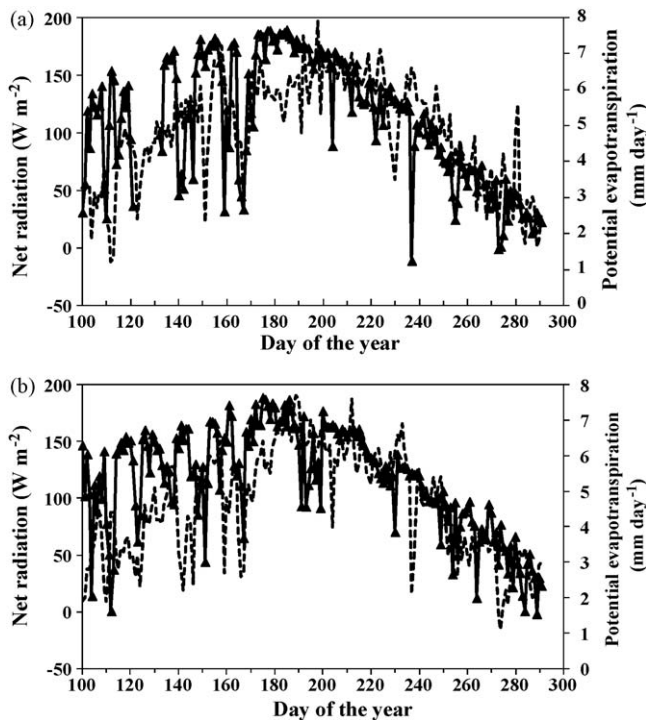 (a)
200
150
100
50
0
-50
Net radiation (W m⁻²)
8
7
6
5
4
3
2
1
0
Potential evapotranspiration
(mm day⁻¹)
100 120 140 160 180 200 220 240 260 280 300
Day of the year
(b)
200
150
100
50
0
-50
Net radiation (W m⁻²)
8
7
6
5
4
3
2
1
0
Potential evapotranspiration
(mm day⁻¹)
100 120 140 160 180 200 220 240 260 280 300
Day of the year